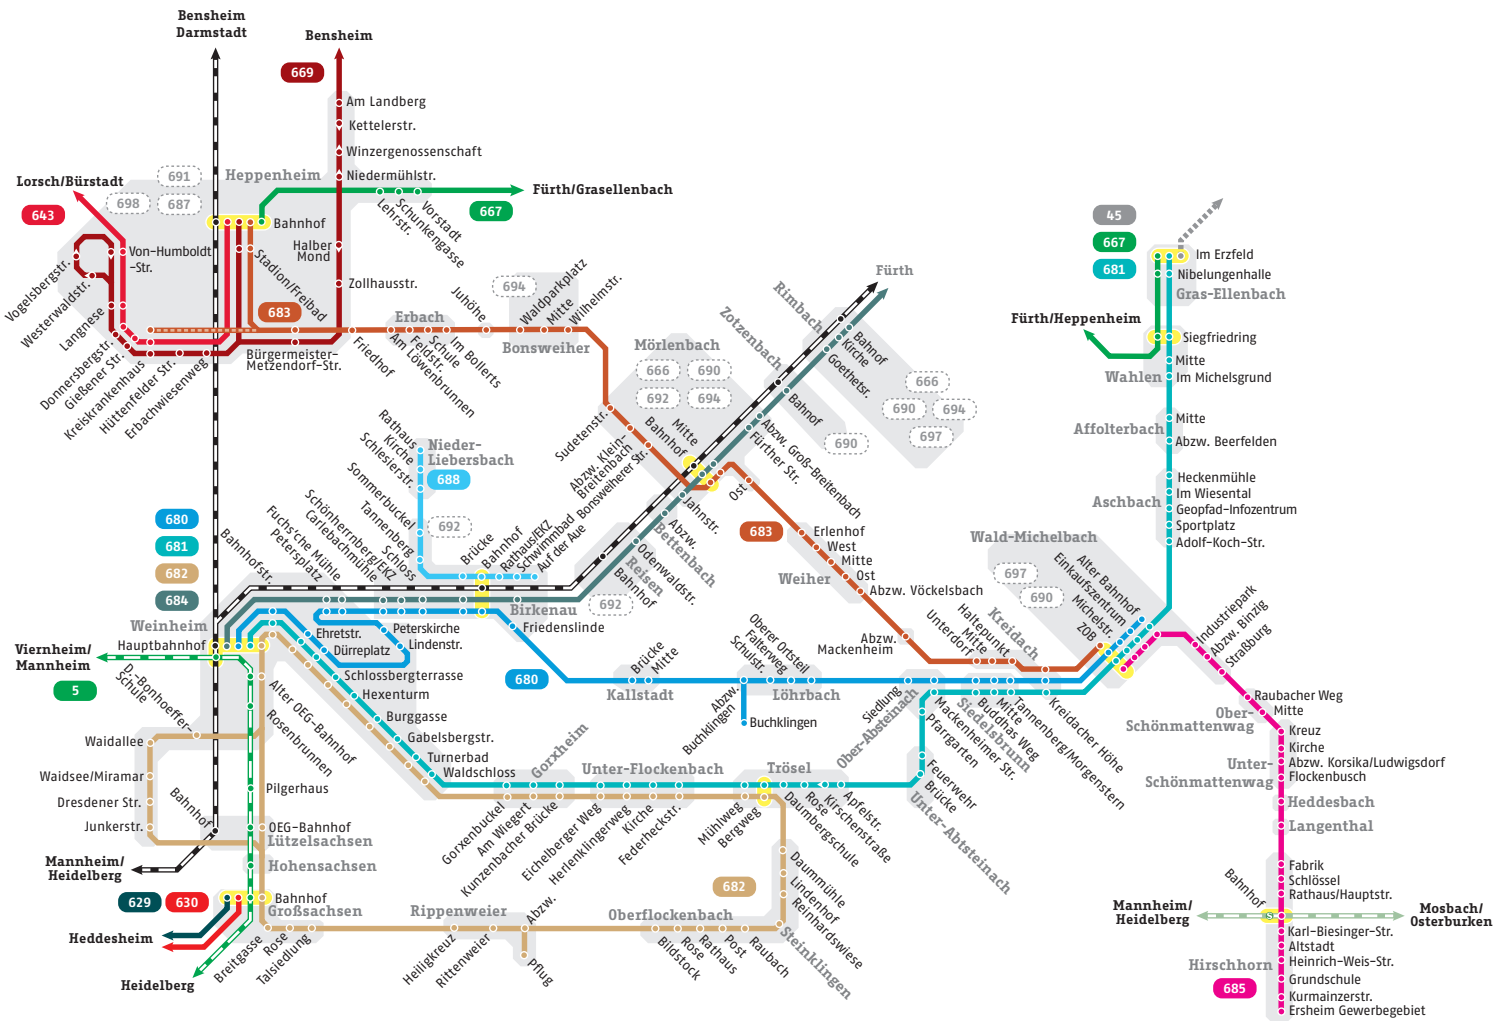 Bensheim
Darmstadt
Bensheim
669
Am Landberg
Kettelerstr.
Winzergenossenschaft
Niedermühlstr.
691
Heppenheim
Lorsch/Bürstadt
698
687
643
Fürth/Grasellenbach
667
Lehrstr.
Schunkengasse
Vorstadt
Bahnhof
Von-Humboldt
-Str.
Stadion/Freibad
Halber
Mond
Zollhausstr.
Vogelsbergstr.
Westerwaldstr.
Langnese
Donnersbergstr.
Gießener Str.
Kreiskrankenhaus
Hüttenfelder Str.
Erbachwiesenweg
683
Bürgermeister-
Metzendorf-Str.
Friedhof
Erbach
Am Löwenbrunnen
Feldstr.
Schule
Im Bollerts
Juhöhe
694
Waldparkplatz
Mitte
Wilhelmstr.
Bonsweiher
Mörlenbach
666
690
692
694
Mitte
Bahnhof
Sudetenstr.
Abzw. Klein-
Breitenbach
Bonsweiherer Str.
Zotzenbach
Rimbach
Fürth
Bahnhof
Kirche
Goethetsr.
666
690
694
697
Bahnhof
690
Abzw. Groß-Breitenbach
Fürther Str.
Ost
Jahnstr.
Abzw.
Bettenbach
Odenwaldstr.
Reisen
Bahnhof
692
45
667
681
Im Erzfeld
Nibelungenhalle
Gras-Ellenbach
Fürth/Heppenheim
Siegfriedring
Mitte
Wahlen
Im Michelsgrund
Mitte
Affolterbach
Abzw. Beerfelden
Heckenmühle
Im Wiesental
Aschbach
Geopfad-Infozentrum
Sportplatz
Adolf-Koch-Str.
Rathaus
Kirche
Schlesierstr.
Nieder-
Liebersbach
688
Sommerbuckel
Tannenberg
692
Brücke
Bahnhof
Rathaus/EKZ
Schwimmbad
Auf der Aue
Birkenau
Friedenslinde
680
681
682
684
Bahnhofstr.
Fuchs'che Mühle
Petersplatz
Schönherrnberg/EKZ
Carlebachmühle
Schloss
Weinheim
Hauptbahnhof
Ehretstr.
Dürreplatz
Peterskirche
Lindenstr.
Schlossbergterrasse
Hexenturm
Burggasse
Gabelsbergstr.
Turnerbad
Waldschloss
Viernheim/
Mannheim
5
D.-Bonhoeffer-
Schule
Alter OEG-Bahnhof
Rosenbrunnen
Waidallee
Waidsee/Miramar
Dresdener Str.
Junkerstr.
Bahnhof
Pilgerhaus
OEG-Bahnhof
Lützelsachsen
Hohensachsen
Mannheim/
Heidelberg
629
630
Bahnhof
Großsachsen
Heddesheim
Heidelberg
Breitgasse
Rose
Talsiedlung
Rippenweier
Heiligkreuz
Rittenweier
Abzw.
Pflug
Oberflockenbach
Bildstock
Rose
Rathaus
Post
Raubach
Steinklingen
682
Daummühle
Lindenhof
Reinhardswiese
Gorxheim
Gorxenbuckel
Am Wiegert
Kunzenbacher Brücke
Unter-Flockenbach
Eichelberger Weg
Herlenklingerweg
Kirche
Federheckstr.
Trösel
Mühlweg
Bergweg
Daumbergschule
Rose
Kirschenstraße
Apfelstr.
680
Brücke
Mitte
Kallstadt
Abzw.
Buchklingen
Buchklingen
Schulstr.
Falterweg
Oberer Ortsteil
Löhrbach
683
Erlenhof
West
Mitte
Ost
Abzw. Vöckelsbach
Weiher
Abzw.
Mackenheim
Unterdorf
Mitte
Haltepunkt
Kreidach
Siedlung
Ober-Absteinach
Mackenheimer Str.
Pfarrgarten
Feuerwehr
Brücke
Unter-Abtsteinach
Siedelsbrunn
Buddhas Weg
Mitte
Tannenberg/Morgenstern
Kreidacher Höhe
Wald-Michelbach
697
690
Alter Bahnhof
Einkaufszentrum
Michelstr.
ZOB
Industriepark
Abzw. Binzig
Straßburg
Raubacher Weg
Mitte
Ober-
Schönmattenwag
Kreuz
Kirche
Abzw. Korsika/Ludwigsdorf
Flockenbusch
Unter-
Schönmattenwag
Heddesbach
Langenthal
Fabrik
Schlössel
Rathaus/Hauptstr.
Bahnhof
S
Mannheim/
Heidelberg
Mosbach/
Osterburken
Karl-Biesinger-Str.
Altstadt
Heinrich-Weis-Str.
Hirschhorn
Grundschule
685
Kurmainzerstr.
Ersheim Gewerbegebiet